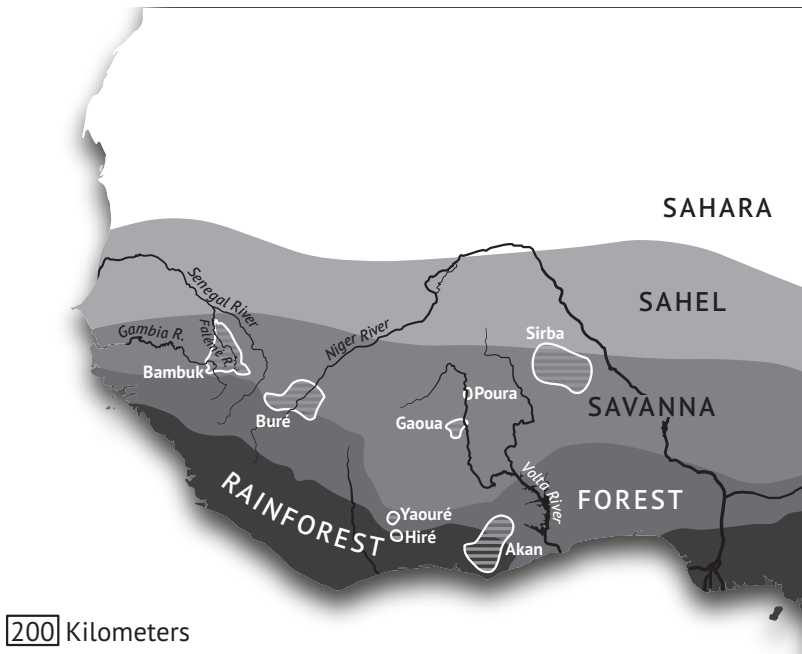 SAHARA
SAHEL
Senegal River
Gambia R.
Falémé R.
Niger River
Sirba
Bambuk
Buré
Poura
SAVANNA
Gaoua
Volta River
FOREST
RAINFOREST
Yaouré
Hiré
Akan
200 Kilometers